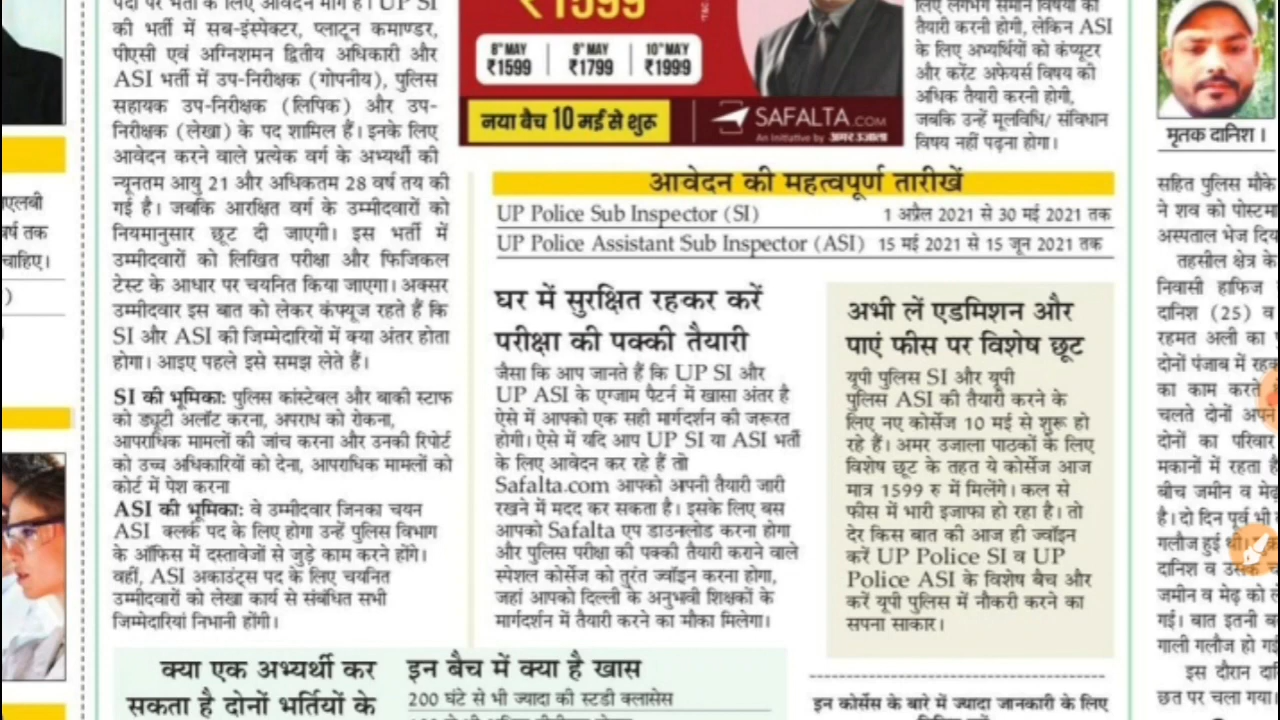 पदों पर भर्ती के लिए आवेदन मांगे हैं। UP SI
की भर्ती में सब-इंस्पेक्टर, प्लाटून कमाण्डर,
पीएसी एवं अग्निशमन द्वितीय अधिकारी और
ASI भर्ती में उप-निरीक्षक (गोपनीय), पुलिस
सहायक उप-निरीक्षक (लिपिक) और उप-
निरीक्षक (लेखा) के पद शामिल हैं। इनके लिए
आवेदन करने वाले प्रत्येक वर्ग के अभ्यर्थी की
न्यूनतम आयु 21 और अधिकतम 28 वर्ष तय की
गई है। जबकि आरक्षित वर्ग के उम्मीदवारों को
नियमानुसार छूट दी जाएगी। इस भर्ती में
उम्मीदवारों को लिखित परीक्षा और फिजिकल
टेस्ट के आधार पर चयनित किया जाएगा। अक्सर
उम्मीदवार इस बात को लेकर कंफ्यूज रहते हैं कि
SI और ASI की जिम्मेदारियों में क्या अंतर होता
होगा। आइए पहले इसे समझ लेते हैं।
SI की भूमिका: पुलिस कांस्टेबल और बाकी स्टाफ
को ड्यूटी अलॉट करना, अपराध को रोकना,
आपराधिक मामलों की जांच करना और उनकी रिपोर्ट
को उच्च अधिकारियों को देना, आपराधिक मामलों को
कोर्ट में पेश करना
ASI की भूमिका: वे उम्मीदवार जिनका चयन
ASI क्लर्क पद के लिए होगा उन्हें पुलिस विभाग
के ऑफिस में दस्तावेजों से जुड़े काम करने होंगे।
वहीं, ASI अकाउंट्स पद के लिए चयनित
उम्मीदवारों को लेखा कार्य से संबंधित सभी
जिम्मेदारियां निभानी होंगी।
क्या एक अभ्यर्थी कर
सकता है दोनों भर्तियों के
₹1599
8th MAY ₹1599
9th MAY ₹1799
10th MAY ₹1999
नया बैच 10 मई से शुरू
SAFALTA.COM
An Initiative by अमर उजाला
लिए लगभग समान विषयों की
तैयारी करनी होगी, लेकिन ASI
के लिए अभ्यर्थियों को कंप्यूटर
और करेंट अफेयर्स विषय की
अधिक तैयारी करनी होगी,
जबकि उन्हें मूलविधि/ संविधान
विषय नहीं पढ़ना होगा।
आवेदन की महत्वपूर्ण तारीखें
UP Police Sub Inspector (SI) 1 अप्रैल 2021 से 30 मई 2021 तक
UP Police Assistant Sub Inspector (ASI) 15 मई 2021 से 15 जून 2021 तक
घर में सुरक्षित रहकर करें
परीक्षा की पक्की तैयारी
जैसा कि आप जानते हैं कि UP SI और
UP ASI के एग्जाम पैटर्न में खासा अंतर है
ऐसे में आपको एक सही मार्गदर्शन की जरूरत
होगी। ऐसे में यदि आप UP SI या ASI भर्ती
के लिए आवेदन कर रहे हैं तो
Safalta.com आपको अपनी तैयारी जारी
रखने में मदद कर सकता है। इसके लिए बस
आपको Safalta एप डाउनलोड करना होगा
और पुलिस परीक्षा की पक्की तैयारी कराने वाले
स्पेशल कोर्सेज को तुरंत ज्वॉइन करना होगा,
जहां आपको दिल्ली के अनुभवी शिक्षकों के
मार्गदर्शन में तैयारी करने का मौका मिलेगा।
इन बैच में क्या है खास
200 घंटे से भी ज्यादा की स्टडी क्लासेस
अभी लें एडमिशन और
पाएं फीस पर विशेष छूट
यूपी पुलिस SI और यूपी
पुलिस ASI की तैयारी करने के
लिए नए कोर्सेज 10 मई से शुरू हो
रहे हैं। अमर उजाला पाठकों के लिए
विशेष छूट के तहत ये कोर्सेज आज
मात्र 1599 रु में मिलेंगे। कल से
फीस में भारी इजाफा हो रहा है। तो
देर किस बात की आज ही ज्वॉइन
करें UP Police SI व UP
Police ASI के विशेष बैच और
करें यूपी पुलिस में नौकरी करने का
सपना साकार।
इन कोर्सेस के बारे में ज्यादा जानकारी के लिए
मृतक दानिश।
सहित पुलिस मौके
ने शव को पोस्टमा
अस्पताल भेज दिय
तहसील क्षेत्र के
निवासी हाफिज
दानिश (25) व
रहमत अली का
दोनों पंजाब में रह
का काम करते
चलते दोनों अपन
दोनों का परिवार
मकानों में रहता है
बीच जमीन व मेढ़
है। दो दिन पूर्व भी
गलौज हुई थी।
दानिश व उसके
जमीन व मेढ़ को ले
गई। बात इतनी ब
गाली गलौज हो गई
इस दौरान दा
छत पर चला गया।
वर्ष तक
चाहिए।